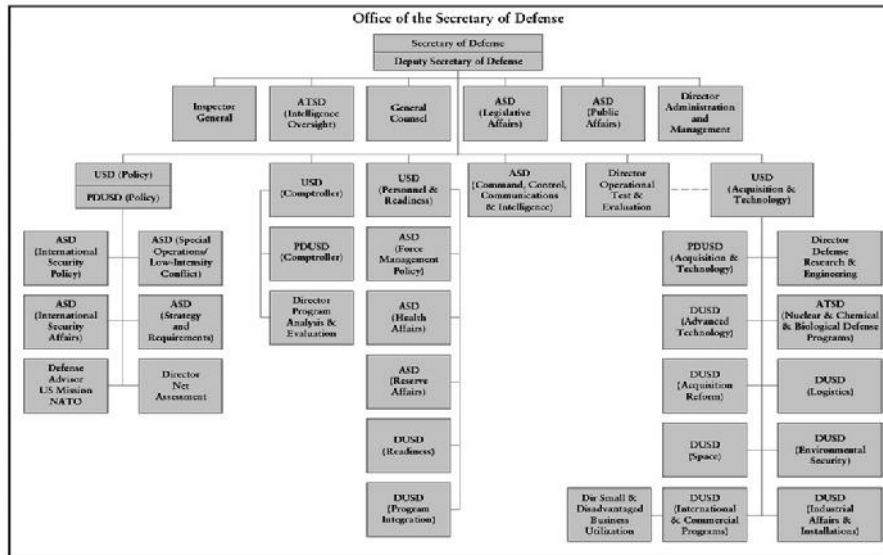 Office of the Secretary of Defense
Secretary of Defense
Deputy Secretary of Defense
Inspector
General
ATSD
(Intelligence
Oversight)
General
Counsel
ASD
(Legislative
Affairs)
ASD
(Public
Affairs)
Director
Administration
and
Management
USD (Policy)
PDUSD (Policy)
USD
(Comptroller)
USD
(Personnel &
Readiness)
ASD
(Command, Control,
Communications
& Intelligence)
Director
Operational
Test &
Evaluation
USD
(Acquisition &
Technology)
ASD
(International
Security
Policy)
ASD (Special
Operations/
Low-Intensity
Conflict)
PDUSD
(Comptroller)
ASD
(Force
Management
Policy)
PDUSD
(Acquisition &
Technology)
Director
Defense
Research &
Engineering
ASD
(International
Security Affairs)
ASD
(Strategy
and
Requirements)
Director
Program
Analysis &
Evaluation
ASD
(Health
Affairs)
DUSD
(Advanced
Technology)
ATSD
(Nuclear & Chemical
& Biological Defense
Programs)
Defense
Advisor
US Mission
NATO
Director
Net
Assessment
ASD
(Reserve
Affairs)
DUSD
(Acquisition
Reform)
DUSD
(Logistics)
DUSD
(Readiness)
DUSD
(Space)
DUSD
(Environmental
Security)
DUSD
(Program
Integration)
Dir Small &
Disadvantaged
Business
Utilization
DUSD
(International
& Commercial
Programs)
DUSD
(Industrial
Affairs &
Installations)